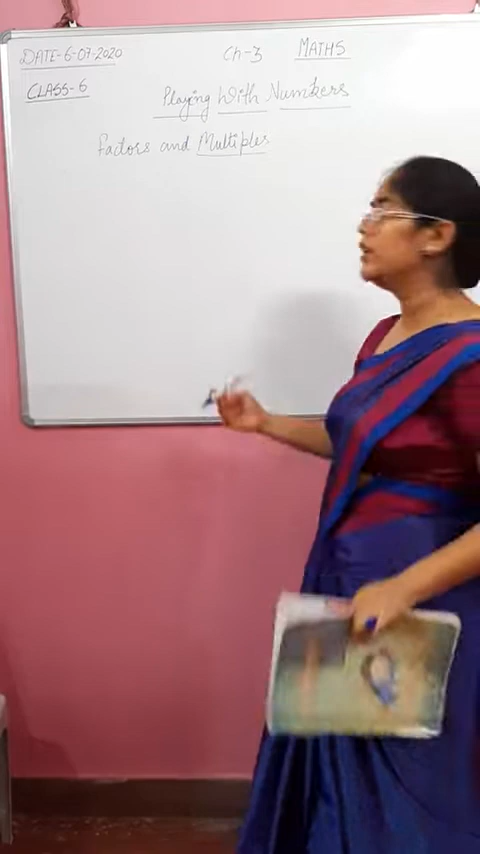 DATE-6-07-2020 Ch-3 MATHS
CLASS-6
Playing With Numbers
Factors and Multiples